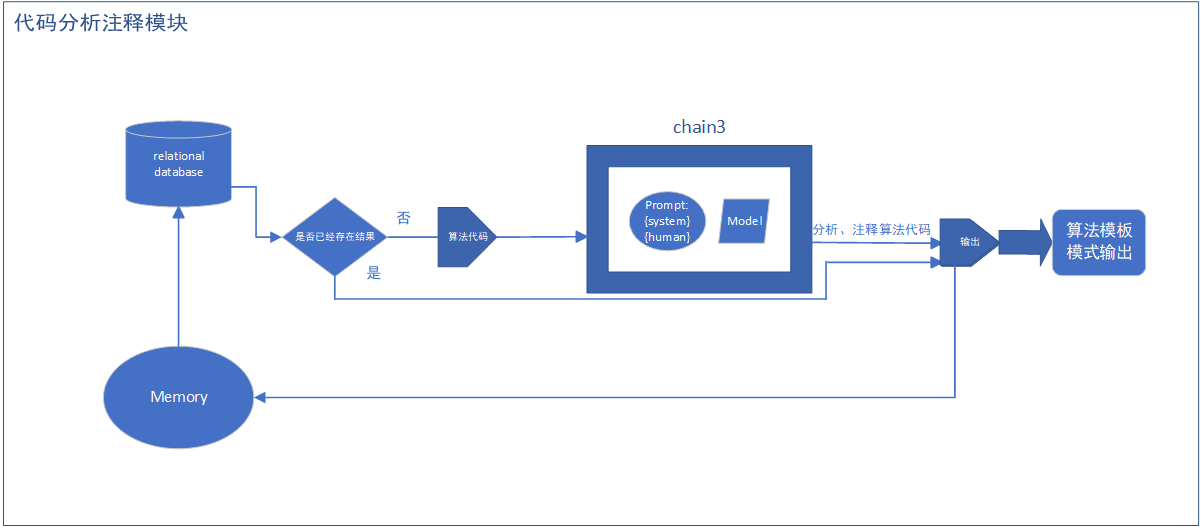 代码分析注释模块
chain3
relational
database
是否已经存在结果
否
是
算法代码
Prompt:
{system}
{human}
Model
分析、注释算法代码
输出
算法模板
模式输出
Memory